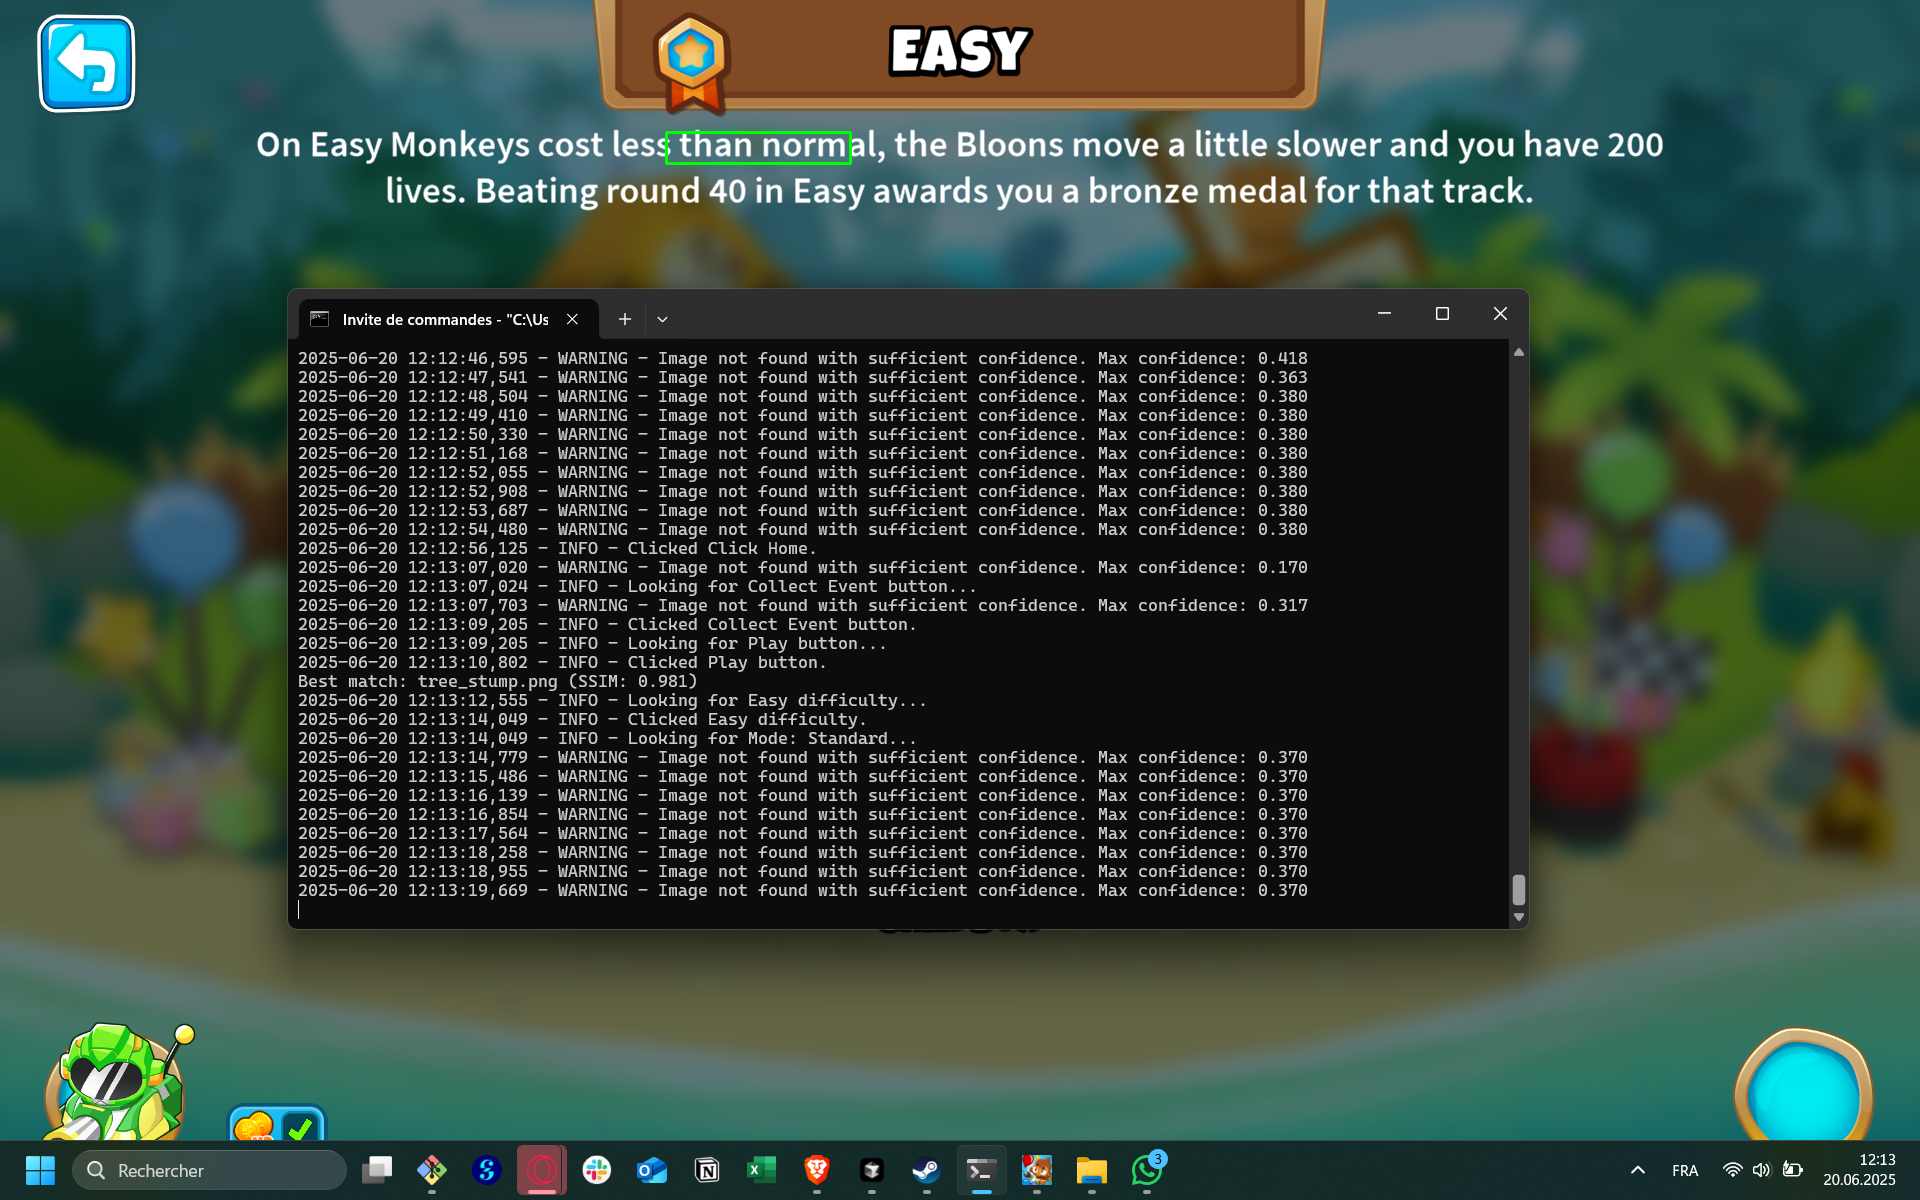 EASY
On Easy Monkeys cost less than normal, the Bloons move a little slower and you have 200
lives. Beating round 40 in Easy awards you a bronze medal for that track.
Invite de commandes - "C:\Us
2025-06-20 12:12:46,595 - WARNING - Image not found with sufficient confidence. Max confidence: 0.418
2025-06-20 12:12:47,541 - WARNING - Image not found with sufficient confidence. Max confidence: 0.363
2025-06-20 12:12:48,504 - WARNING - Image not found with sufficient confidence. Max confidence: 0.380
2025-06-20 12:12:49,410 - WARNING - Image not found with sufficient confidence. Max confidence: 0.380
2025-06-20 12:12:50,330 - WARNING - Image not found with sufficient confidence. Max confidence: 0.380
2025-06-20 12:12:51,168 - WARNING - Image not found with sufficient confidence. Max confidence: 0.380
2025-06-20 12:12:52,055 - WARNING - Image not found with sufficient confidence. Max confidence: 0.380
2025-06-20 12:12:52,908 - WARNING - Image not found with sufficient confidence. Max confidence: 0.380
2025-06-20 12:12:53,687 - WARNING - Image not found with sufficient confidence. Max confidence: 0.380
2025-06-20 12:12:54,480 - WARNING - Image not found with sufficient confidence. Max confidence: 0.380
2025-06-20 12:12:56,125 - INFO - Clicked Click Home.
2025-06-20 12:13:07,020 - WARNING - Image not found with sufficient confidence. Max confidence: 0.170
2025-06-20 12:13:07,024 - INFO - Looking for Collect Event button...
2025-06-20 12:13:07,703 - WARNING - Image not found with sufficient confidence. Max confidence: 0.317
2025-06-20 12:13:09,205 - INFO - Clicked Collect Event button.
2025-06-20 12:13:09,205 - INFO - Looking for Play button...
2025-06-20 12:13:10,802 - INFO - Clicked Play button.
Best match: tree_stump.png (SSIM: 0.981)
2025-06-20 12:13:12,555 - INFO - Looking for Easy difficulty...
2025-06-20 12:13:14,049 - INFO - Clicked Easy difficulty.
2025-06-20 12:13:14,049 - INFO - Looking for Mode: Standard...
2025-06-20 12:13:14,779 - WARNING - Image not found with sufficient confidence. Max confidence: 0.370
2025-06-20 12:13:15,486 - WARNING - Image not found with sufficient confidence. Max confidence: 0.370
2025-06-20 12:13:16,139 - WARNING - Image not found with sufficient confidence. Max confidence: 0.370
2025-06-20 12:13:16,854 - WARNING - Image not found with sufficient confidence. Max confidence: 0.370
2025-06-20 12:13:17,564 - WARNING - Image not found with sufficient confidence. Max confidence: 0.370
2025-06-20 12:13:18,258 - WARNING - Image not found with sufficient confidence. Max confidence: 0.370
2025-06-20 12:13:18,955 - WARNING - Image not found with sufficient confidence. Max confidence: 0.370
2025-06-20 12:13:19,669 - WARNING - Image not found with sufficient confidence. Max confidence: 0.370
Rechercher
3
FRA
12:13
20.06.2025